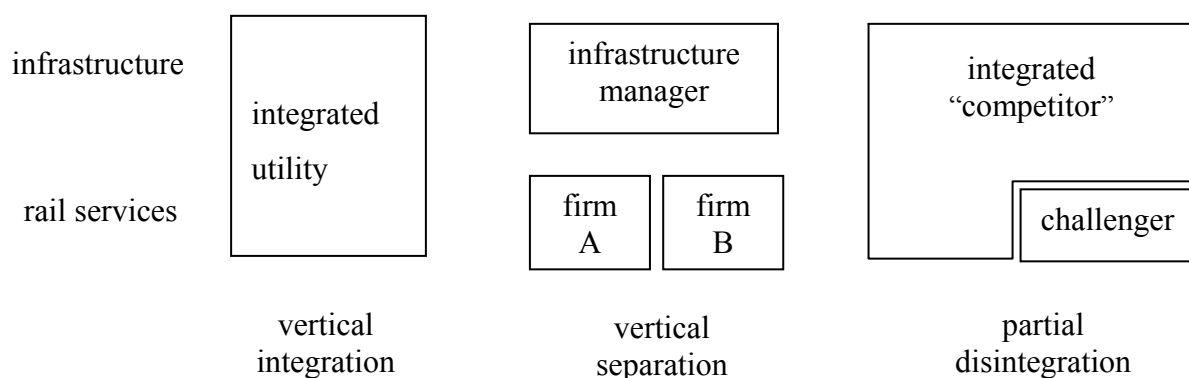 infrastructure
integrated
utility
infrastructure
manager
integrated
“competitor”
rail services
firm
A
firm
B
challenger
vertical
integration
vertical
separation
partial
disintegration